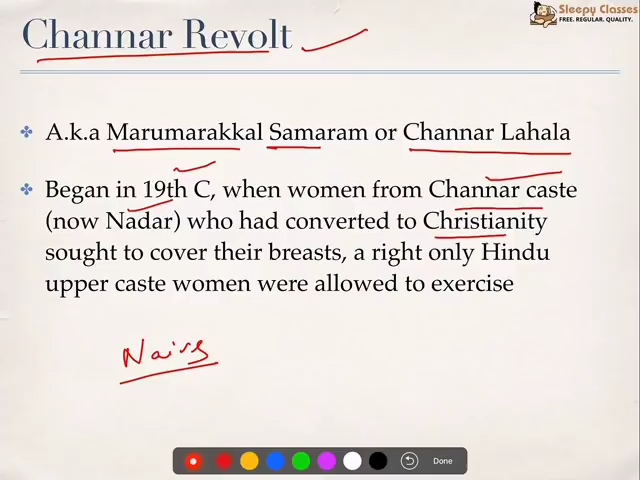 Channar Revolt
Sleepy Classes
FREE. REGULAR. QUALITY.
A.k.a Marumarakkal Samaram or Channar Lahala
Began in 19th C, when women from Channar caste
(now Nadar) who had converted to Christianity
sought to cover their breasts, a right only Hindu
upper caste women were allowed to exercise
Nairs
Done